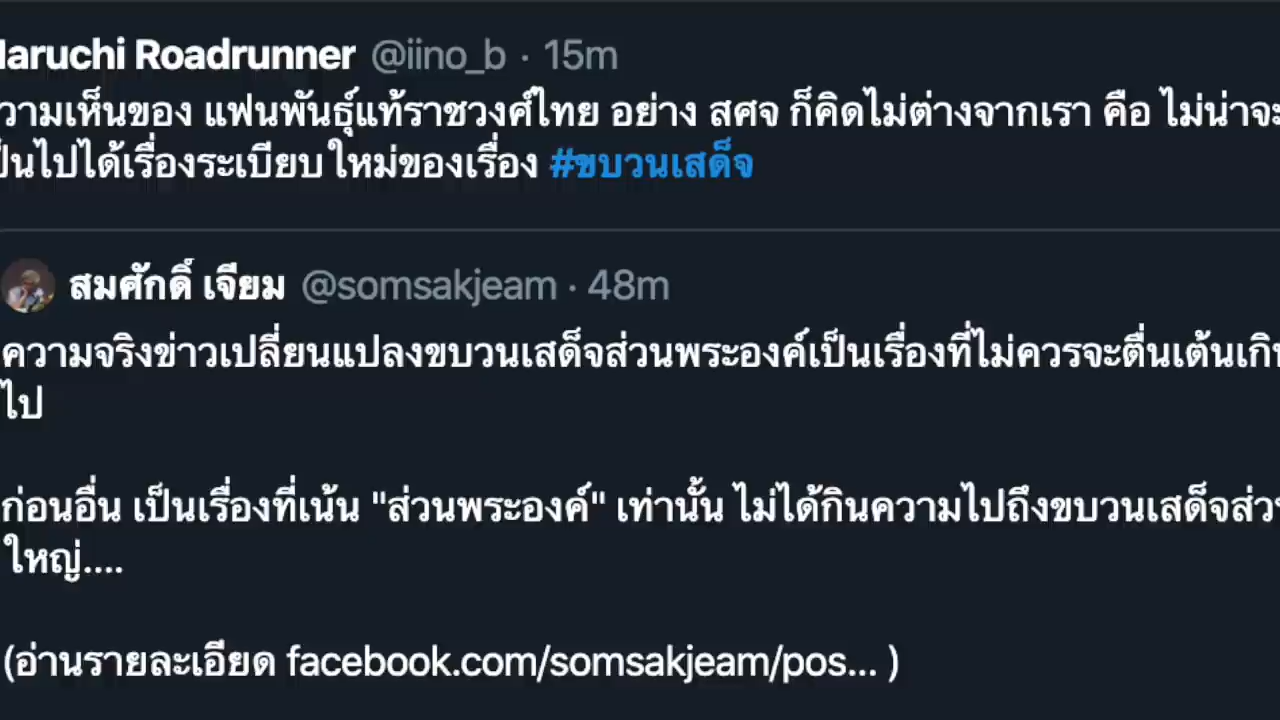 Haruchi Roadrunner @iino_b · 15m
วามเห็นของ แฟนพันธุ์แท้ราชวงศ์ไทย อย่าง สศจ ก็คิดไม่ต่างจากเรา คือ ไม่น่าจะ
ป็นไปได้เรื่องระเบียบใหม่ของเรื่อง #ขบวนเสด็จ
สมศักดิ์ เจียม @somsakjeam · 48m
ความจริงข่าวเปลี่ยนแปลงขบวนเสด็จส่วนพระองค์เป็นเรื่องที่ไม่ควรจะตื่นเต้นเกิน
ไป
ก่อนอื่น เป็นเรื่องที่เน้น "ส่วนพระองค์" เท่านั้น ไม่ได้กินความไปถึงขบวนเสด็จส่วน
ใหญ่....
(อ่านรายละเอียด facebook.com/somsakjeam/pos... )